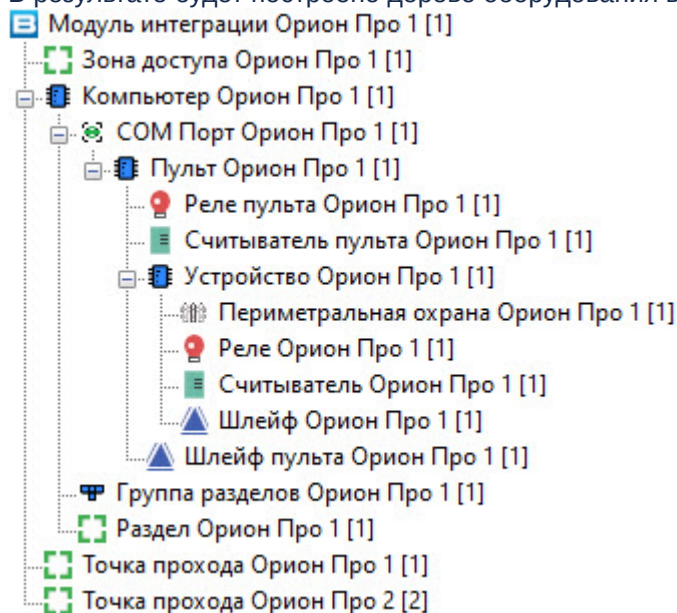 В результате будет построено дерево оборудования в
Модуль интеграции Орион Про 1 [1]
Зона доступа Орион Про 1 [1]
Компьютер Орион Про 1 [1]
COM Порт Орион Про 1 [1]
Пульт Орион Про 1 [1]
Реле пульта Орион Про 1 [1]
Считыватель пульта Орион Про 1 [1]
Устройство Орион Про 1 [1]
Периметральная охрана Орион Про 1 [1]
Реле Орион Про 1 [1]
Считыватель Орион Про 1 [1]
Шлейф Орион Про 1 [1]
Шлейф пульта Орион Про 1 [1]
Группа разделов Орион Про 1 [1]
Раздел Орион Про 1 [1]
Точка прохода Орион Про 1 [1]
Точка прохода Орион Про 2 [2]